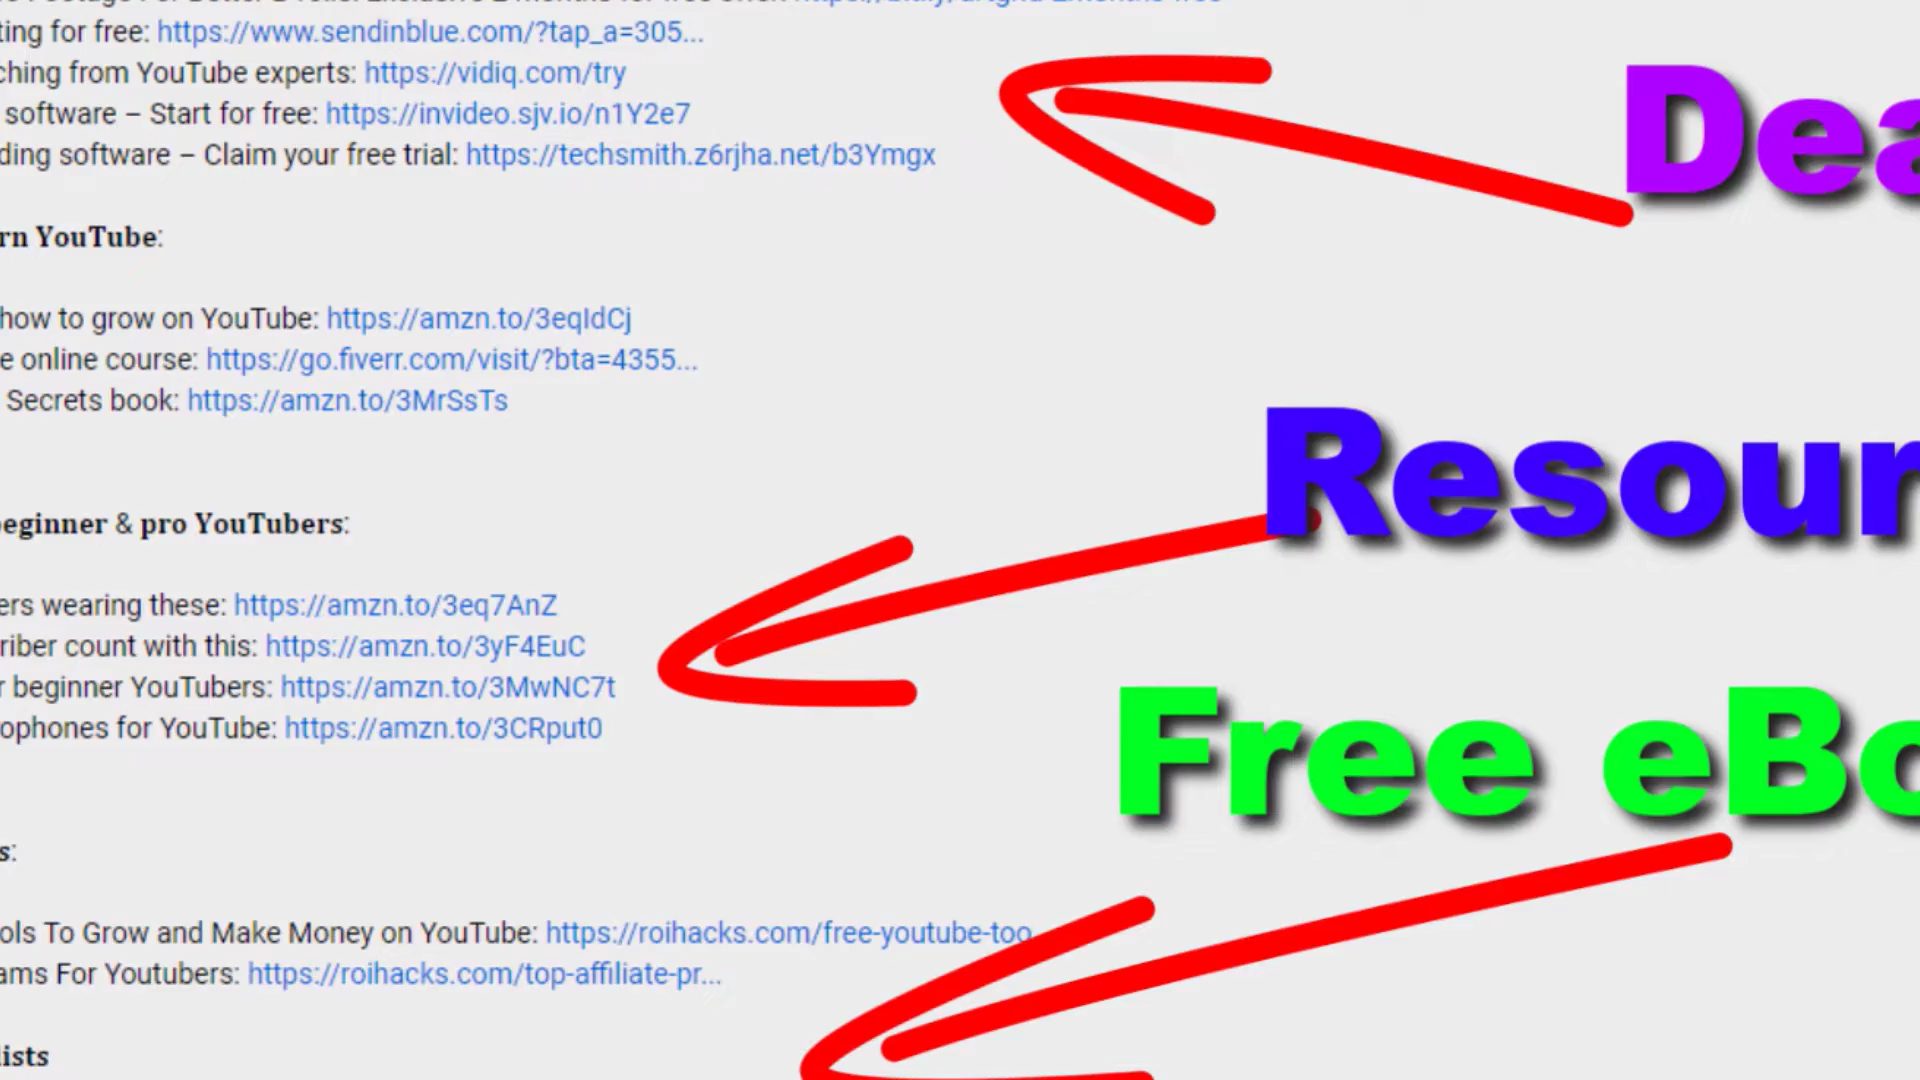 ting for free: https://www.sendinblue.com/?tap_a=305...
ching from YouTube experts: https://vidiq.com/try
software – Start for free: https://invideo.sjv.io/n1Y2e7
ding software – Claim your free trial: https://techsmith.z6rjha.net/b3Ymgx
Dea
rn YouTube:
how to grow on YouTube: https://amzn.to/3eqIdCj
e online course: https://go.fiverr.com/visit/?bta=4355...
Secrets book: https://amzn.to/3MrSsTs
Resour
beginner & pro YouTubers:
ers wearing these: https://amzn.to/3eq7AnZ
riber count with this: https://amzn.to/3yF4EuC
r beginner YouTubers: https://amzn.to/3MwNC7t
ophones for YouTube: https://amzn.to/3CRput0
Free eBo
s:
ols To Grow and Make Money on YouTube: https://roihacks.com/free-youtube-too
ams For Youtubers: https://roihacks.com/top-affiliate-pr...
lists